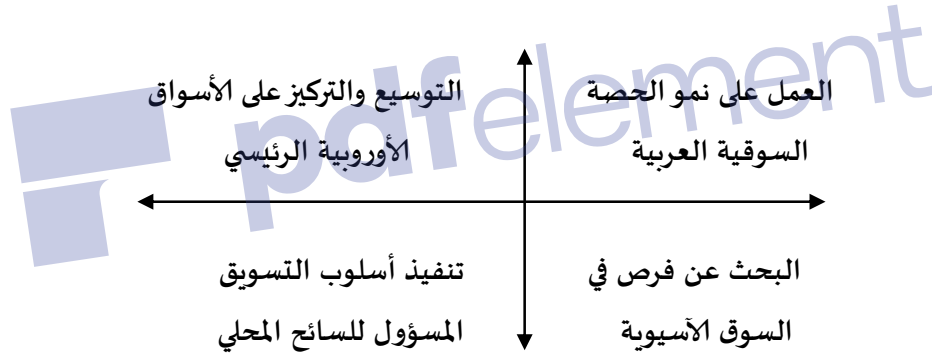 العمل على نمو الحصة
السوقية العربية
التوسيع والتركيز على الأسواق
الأوروبية الرئيسي
البحث عن فرص في
السوق الآسيوية
تنفيذ أسلوب التسويق
المسؤول للسائح المحلي
pdfelement